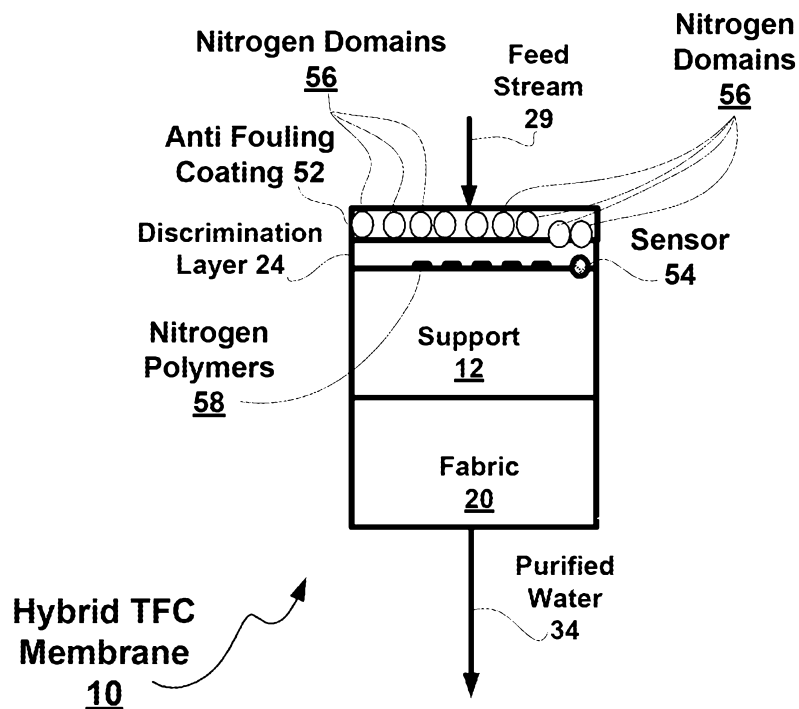 Nitrogen Domains
56
Feed
Stream
29
Nitrogen
Domains
56
Anti Fouling
Coating 52
Discrimination
Layer 24
Sensor
54
Nitrogen
Polymers
58
Support
12
Fabric
20
Purified
Water
34
Hybrid TFC
Membrane
10